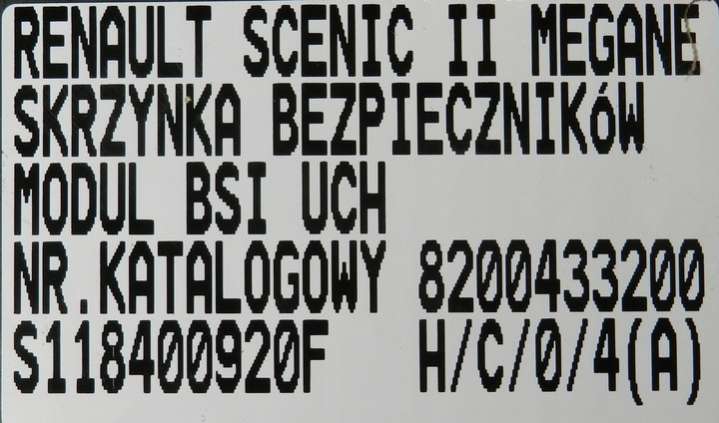 RENAULT SCENIC II MEGANE
SKRZYNKA BEZPIECZNIKóW
MODUL BSI UCH
NR.KATALOGOWY 8200433200
S118400920F H/C/0/4(A)